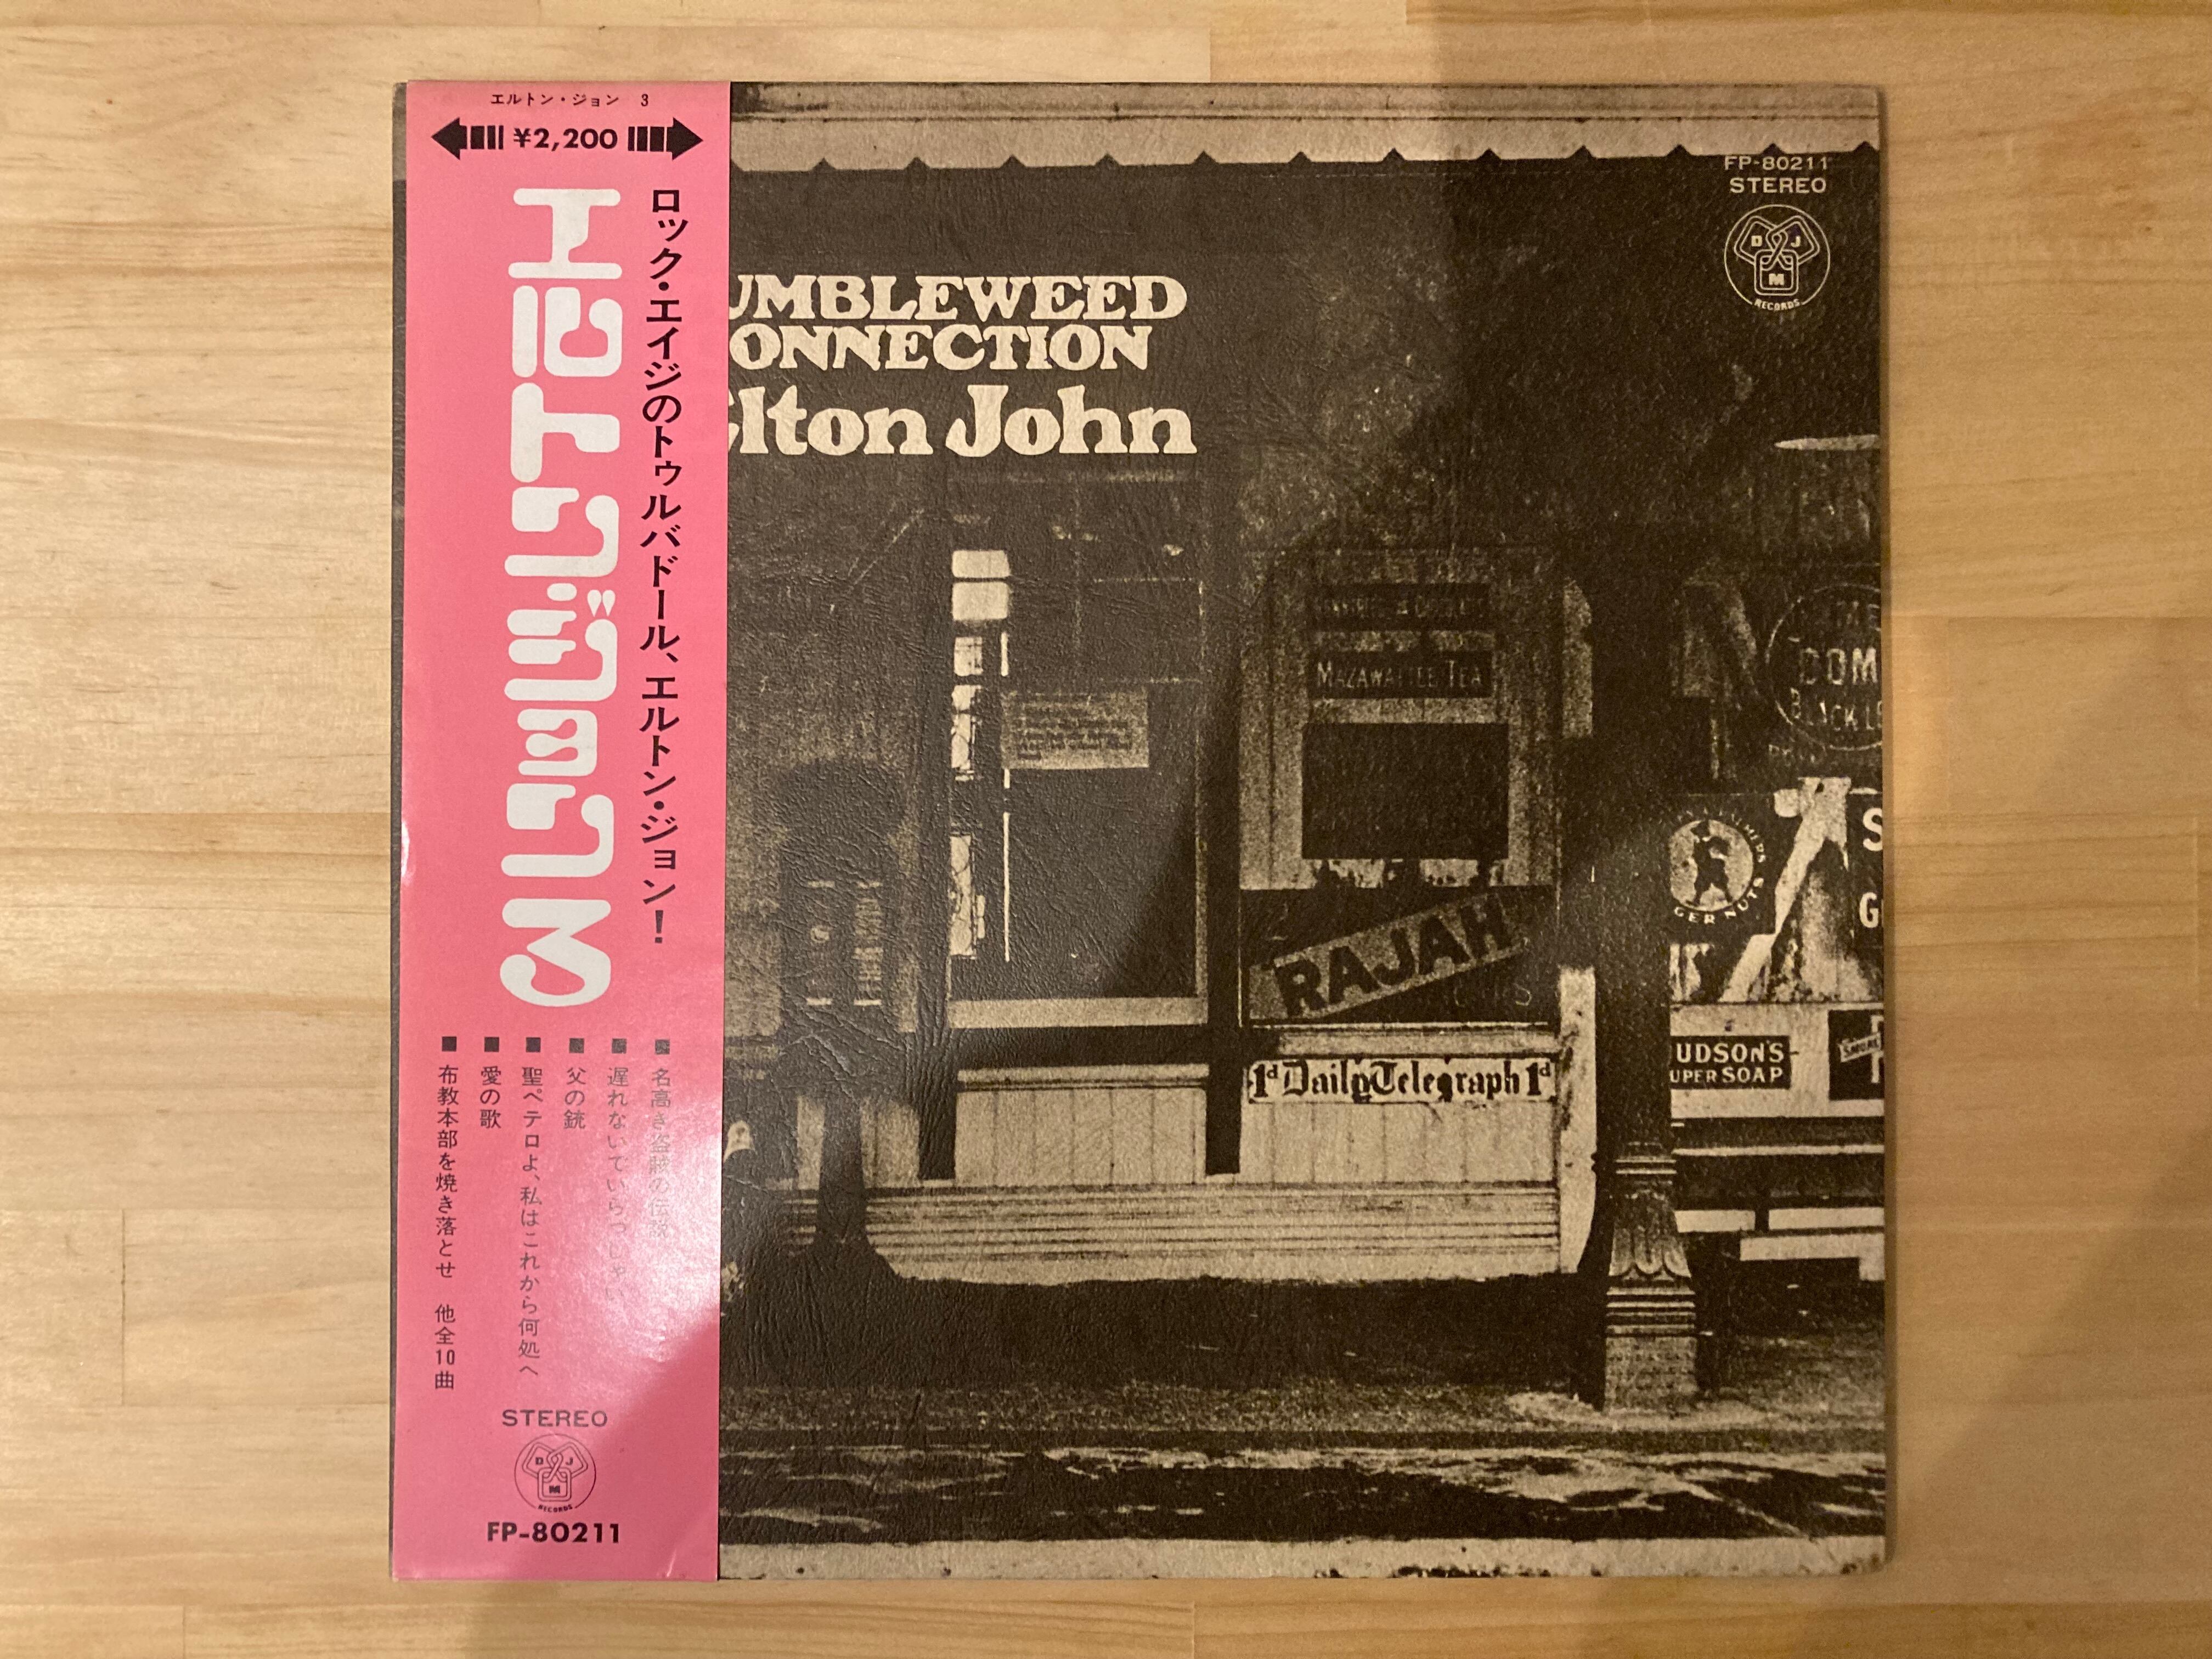 エルトン・ジョン 3
¥2,200
ロック・エイジのトゥルバドール、エルトン・ジョン!
エルトン・ジョン3
■名高き盗賊の伝説
■遅れないでいらっしゃい
■父の銃
■聖ペテロよ、私はこれから何処へ
■愛の歌
■布教本部を焼き落とせ 他全10曲
STEREO
DJM
RECORDS
FP-80211
UMBLEWEED
ONNECTION
Elton John
FP-80211
STEREO
DJM
RECORDS
MAZAWATTEE TEA
RAJAH
1d Daily Telegraph 1d
DOM
BLACK LE
GER NUTS
S
G
UDSON'S
UPER SOAP